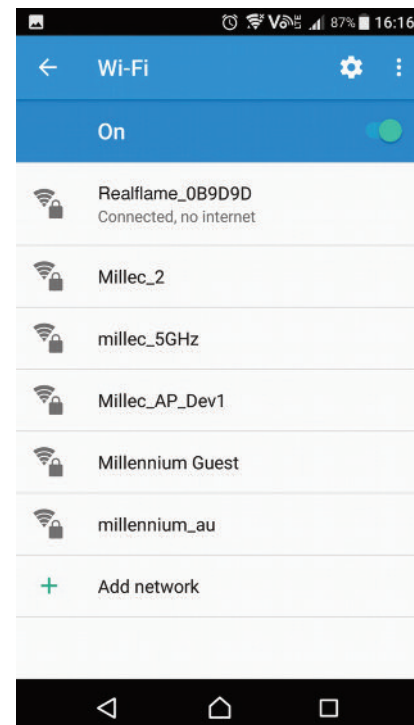 87% 16:16
Wi-Fi
On
Realflame_0B9D9D
Connected, no internet
Millec_2
millec_5GHz
Millec_AP_Dev1
Millennium Guest
millennium_au
Add network